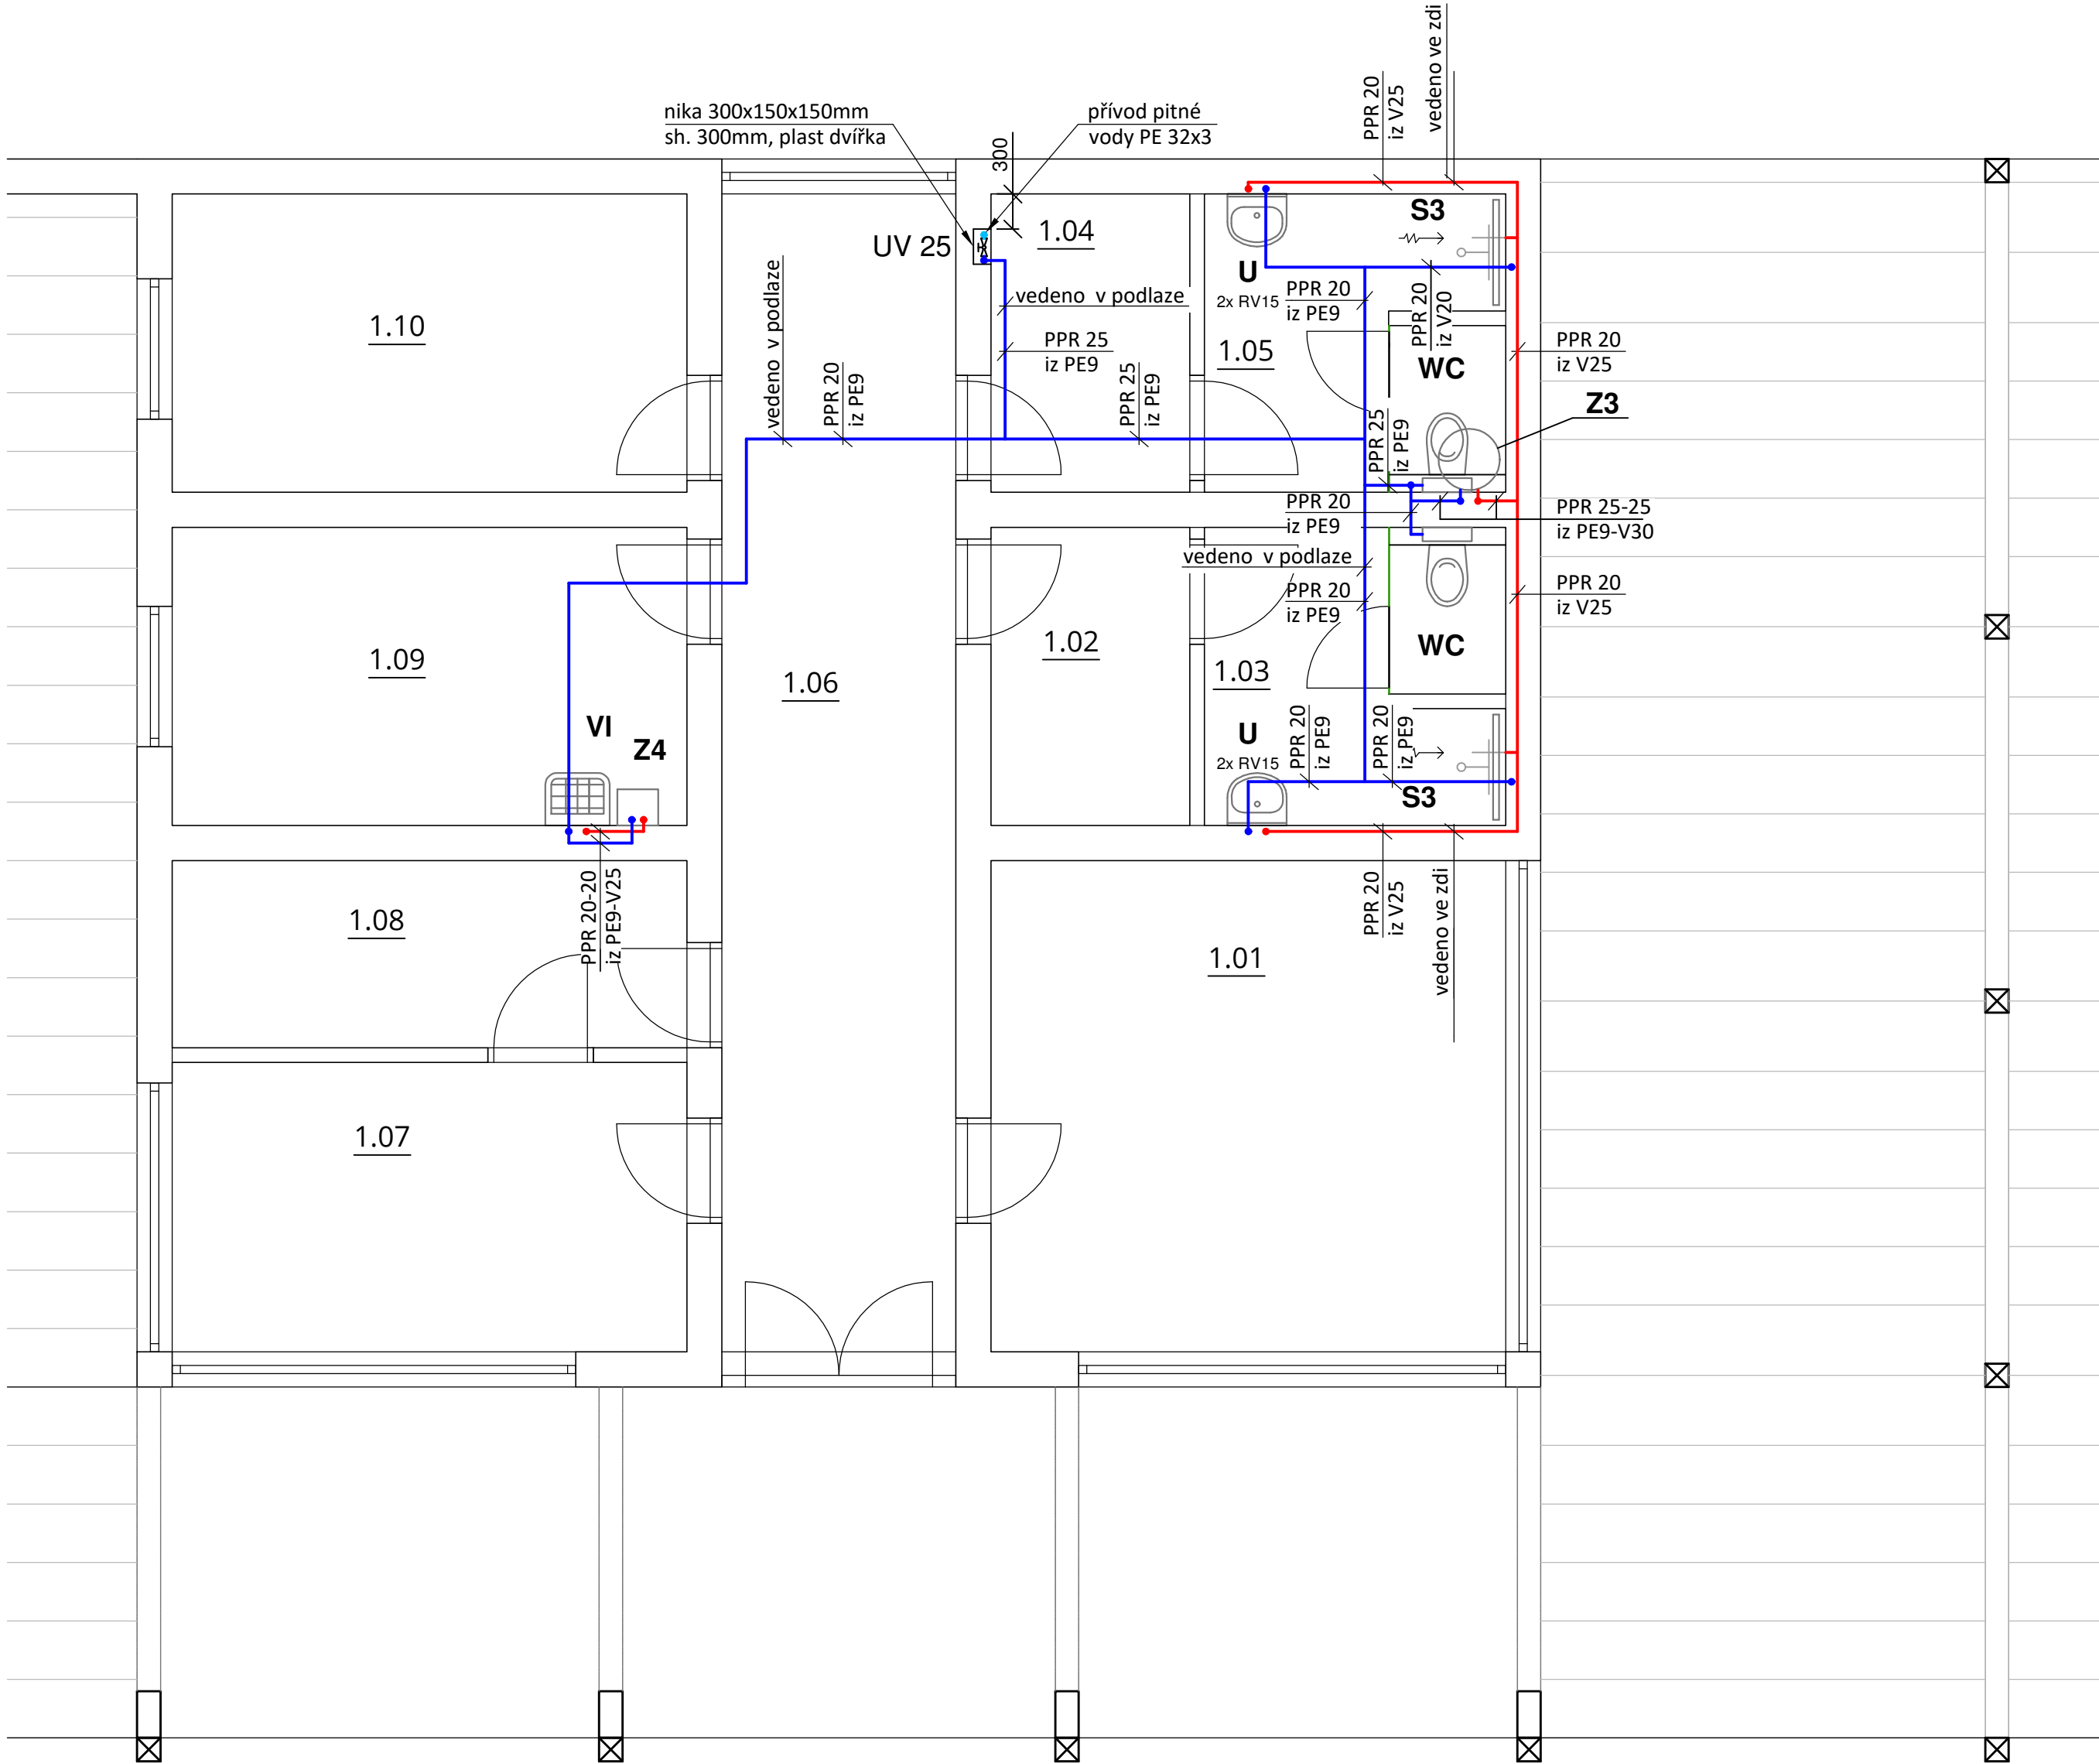 vedeno ve zdi
PPR 20
iz V25
nika 300x150x150mm
sh. 300mm, plast dvířka
přívod pitné
vody PE 32x3
300
UV 25
1.04
S3
U
2x RV15
PPR 20
iz PE9
PPR 20
iz V20
vedeno v podlaze
vedeno v podlaze
1.10
PPR 25
iz PE9
1.05
PPR 20
iz V25
WC
PPR 20
iz PE9
PPR 25
iz PE9
Z3
PPR 25
iz PE9
PPR 20
iz PE9
PPR 25-25
iz PE9-V30
vedeno v podlaze
PPR 20
iz PE9
PPR 20
iz V25
1.09
1.06
1.02
1.03
WC
VI
Z4
U
2x RV15
PPR 20
iz PE9
PPR 20
iz PE9
S3
PPR 20-20
iz PE9-V25
PPR 20
iz V25
vedeno ve zdi
1.08
1.01
1.07